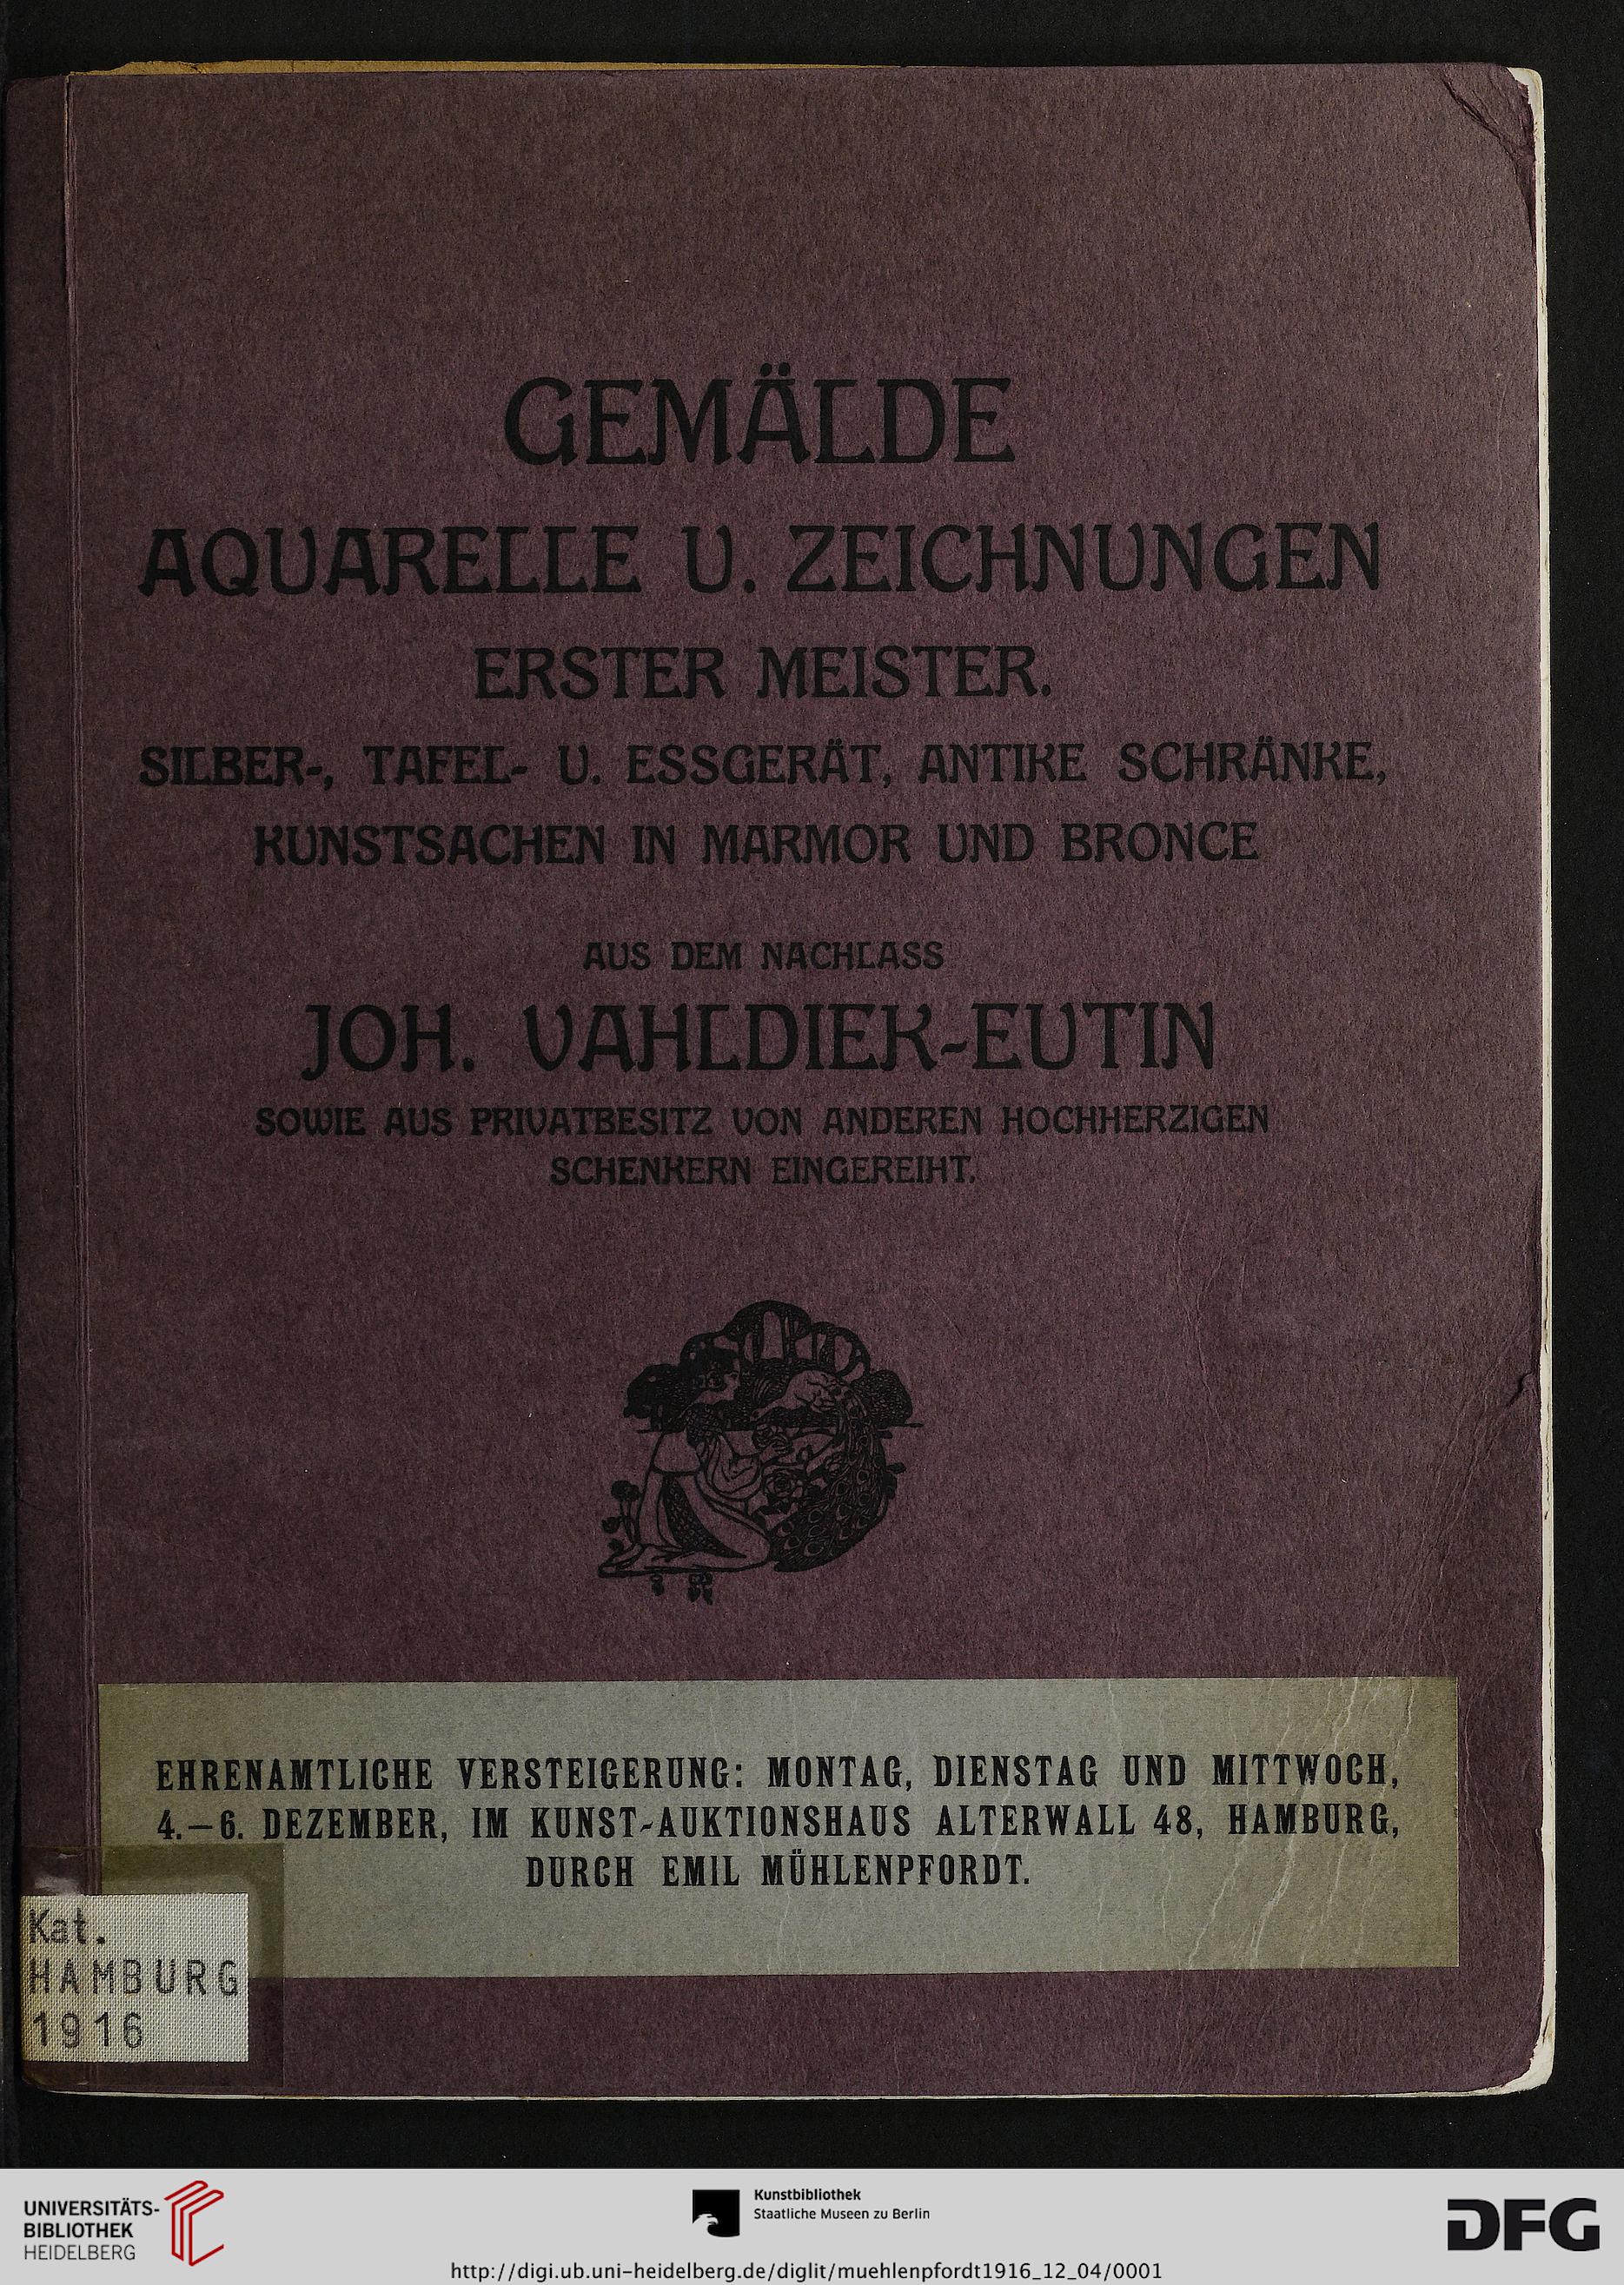 GEMÄLDE
AQUARELLE U. ZEICHNUNGEN
ERSTER MEISTER.
SILBER-, TAFEL- U. ESSGERÄT, ANTIKE SCHRÄNKE,
KUNSTSACHEN IN MARMOR UND BRONCE
AUS DEM NACHLASS
JOH. VAHLDIEK-EUTIN
SOWIE AUS PRIVATBESITZ VON ANDEREN HOCHHERZIGEN
SCHENKERN EINGEREIHT.
EHRENAMTLICHE VERSTEIGERUNG: MONTAG, DIENSTAG UND MITTWOCH,
4.–6. DEZEMBER, IM KUNST-AUKTIONSHAUS ALTERWALL 48, HAMBURG,
DURCH EMIL MÜHLENPFORDT.
Kat.
HAMBURG
1916
UNIVERSITÄTS-
BIBLIOTHEK
HEIDELBERG
Kunstbibliothek
Staatliche Museen zu Berlin
DFG
http://digi.ub.uni-heidelberg.de/diglit/muehlenpfordt1916_12_04/0001